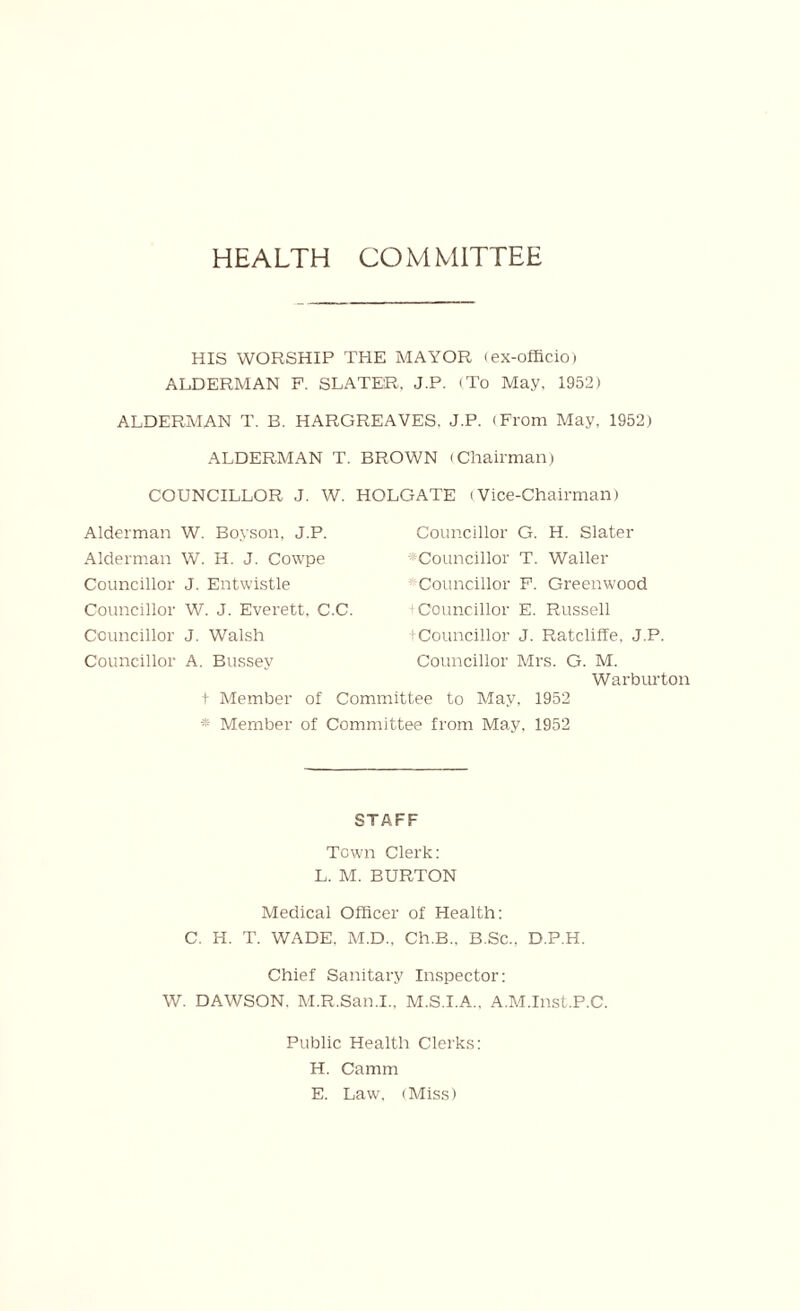 HEALTH COMMITTEE
HIS WORSHIP THE MAYOR (ex-officio)
ALDERMAN F. SLATER, J.P. (To May, 1952)
ALDERMAN T. B. HARGREAVES, J.P. (From May, 1952)
ALDERMAN T. BROWN (Chairman)
COUNCILLOR J. W. HOLGATE (Vice-Chairman)
Alderman W. Boyson, J.P.
Alderman W. H. J. Cowpe
Councillor J. Entwistle
Councillor W. J. Everett, C.C.
Councillor J. Walsh
Councillor A. Bussey
Councillor G. H. Slater
*Councillor T. Waller
*Councillor F. Greenwood
†Councillor E. Russell
†Councillor J. Ratcliffe, J.P.
Councillor Mrs. G. M.
Warburton
† Member of Committee to May, 1952
* Member of Committee from May, 1952
STAFF
Town Clerk:
L. M. BURTON
Medical Officer of Health:
C. H. T. WADE, M.D., Ch.B., B.Sc., D.P.H.
Chief Sanitary Inspector:
W. DAWSON, M.R.San.I., M.S.I.A., A.M.Inst.P.C.
Public Health Clerks:
H. Camm
E. Law, (Miss)